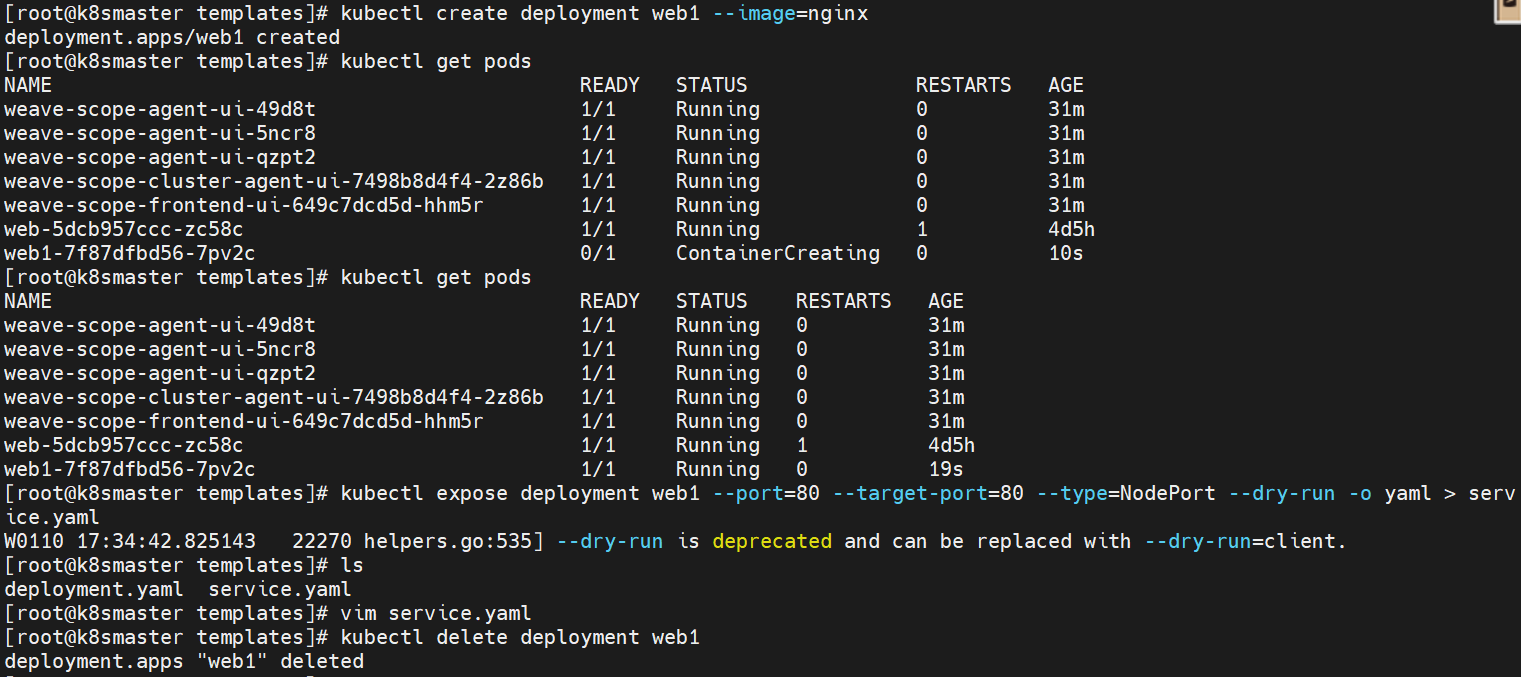 [root@k8smaster templates]# kubectl create deployment web1 --image=nginx
deployment.apps/web1 created
[root@k8smaster templates]# kubectl get pods
NAME                                            READY   STATUS              RESTARTS   AGE
weave-scope-agent-ui-49d8t                      1/1     Running             0          31m
weave-scope-agent-ui-5ncr8                      1/1     Running             0          31m
weave-scope-agent-ui-qzpt2                      1/1     Running             0          31m
weave-scope-cluster-agent-ui-7498b8d4f4-2z86b   1/1     Running             0          31m
weave-scope-frontend-ui-649c7dcd5d-hhm5r        1/1     Running             0          31m
web-5dcb957ccc-zc58c                            1/1     Running             1          4d5h
web1-7f87dfbd56-7pv2c                           0/1     ContainerCreating   0          10s
[root@k8smaster templates]# kubectl get pods
NAME                                            READY   STATUS    RESTARTS   AGE
weave-scope-agent-ui-49d8t                      1/1     Running   0          31m
weave-scope-agent-ui-5ncr8                      1/1     Running   0          31m
weave-scope-agent-ui-qzpt2                      1/1     Running   0          31m
weave-scope-cluster-agent-ui-7498b8d4f4-2z86b   1/1     Running   0          31m
weave-scope-frontend-ui-649c7dcd5d-hhm5r        1/1     Running   0          31m
web-5dcb957ccc-zc58c                            1/1     Running   1          4d5h
web1-7f87dfbd56-7pv2c                           1/1     Running   0          19s
[root@k8smaster templates]# kubectl expose deployment web1 --port=80 --target-port=80 --type=NodePort --dry-run -o yaml > serv
ice.yaml
W0110 17:34:42.825143   22270 helpers.go:535] --dry-run is deprecated and can be replaced with --dry-run=client.
[root@k8smaster templates]# ls
deployment.yaml  service.yaml
[root@k8smaster templates]# vim service.yaml
[root@k8smaster templates]# kubectl delete deployment web1
deployment.apps "web1" deleted